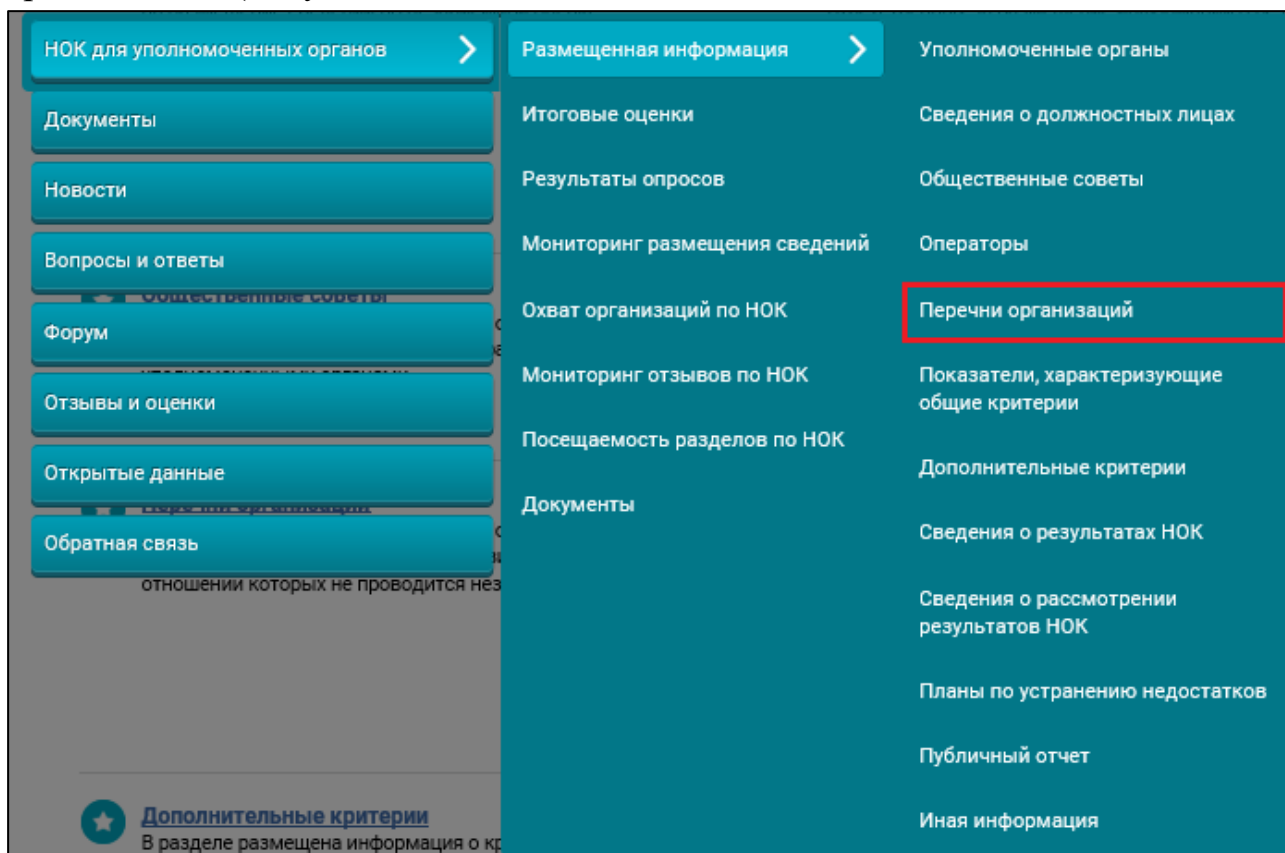 НОК для уполномоченных органов
Документы
Новости
Вопросы и ответы
Общественные советы
Форум
Отзывы и оценки
Открытые данные
Перечни организаций
Обратная связь
отношении которых не проводится нез
Дополнительные критерии
В разделе размещена информация о кр
Размещенная информация
Итоговые оценки
Результаты опросов
Мониторинг размещения сведений
Охват организаций по НОК
Мониторинг отзывов по НОК
Посещаемость разделов по НОК
Документы
Уполномоченные органы
Сведения о должностных лицах
Общественные советы
Операторы
Перечни организаций
Показатели, характеризующие
общие критерии
Дополнительные критерии
Сведения о результатах НОК
Сведения о рассмотрении
результатов НОК
Планы по устранению недостатков
Публичный отчет
Иная информация